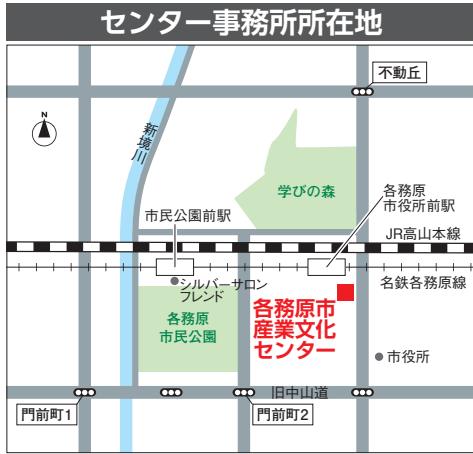 センター事務所所在地
不動丘
N
新境川
学びの森
各務原
市役所前駅
市民公園前駅
JR高山本線
名鉄各務原線
シルバーサロン
フレンド
各務原
市民公園
各務原市
産業文化
センター
市役所
旧中山道
門前町1
門前町2